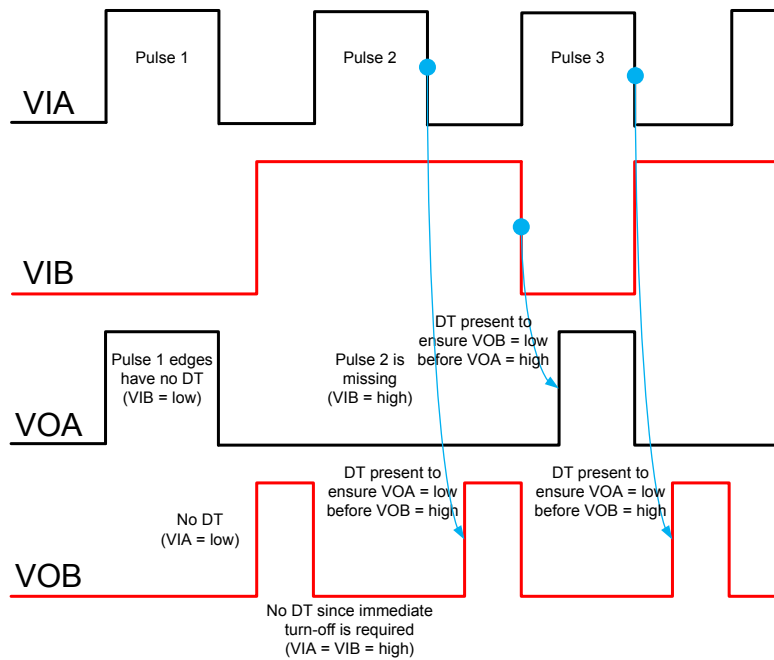 Pulse 1
Pulse 2
Pulse 3
VIA
VIB
DT present to
ensure VOB = low
before VOA = high
Pulse 1 edges
have no DT
(VIB = low)
Pulse 2 is
missing
(VIB = high)
VOA
DT present to
ensure VOA = low
before VOB = high
DT present to
ensure VOA = low
before VOB = high
No DT
(VIA = low)
VOB
No DT since immediate
turn-off is required
(VIA = VIB = high)